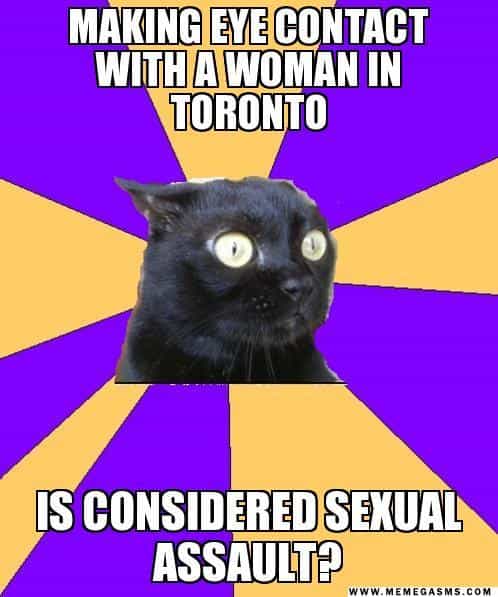 MAKING EYE CONTACT
WITH A WOMAN IN
TORONTO
IS CONSIDERED SEXUAL
ASSAULT?
WWW.MEMEGASMS.COM